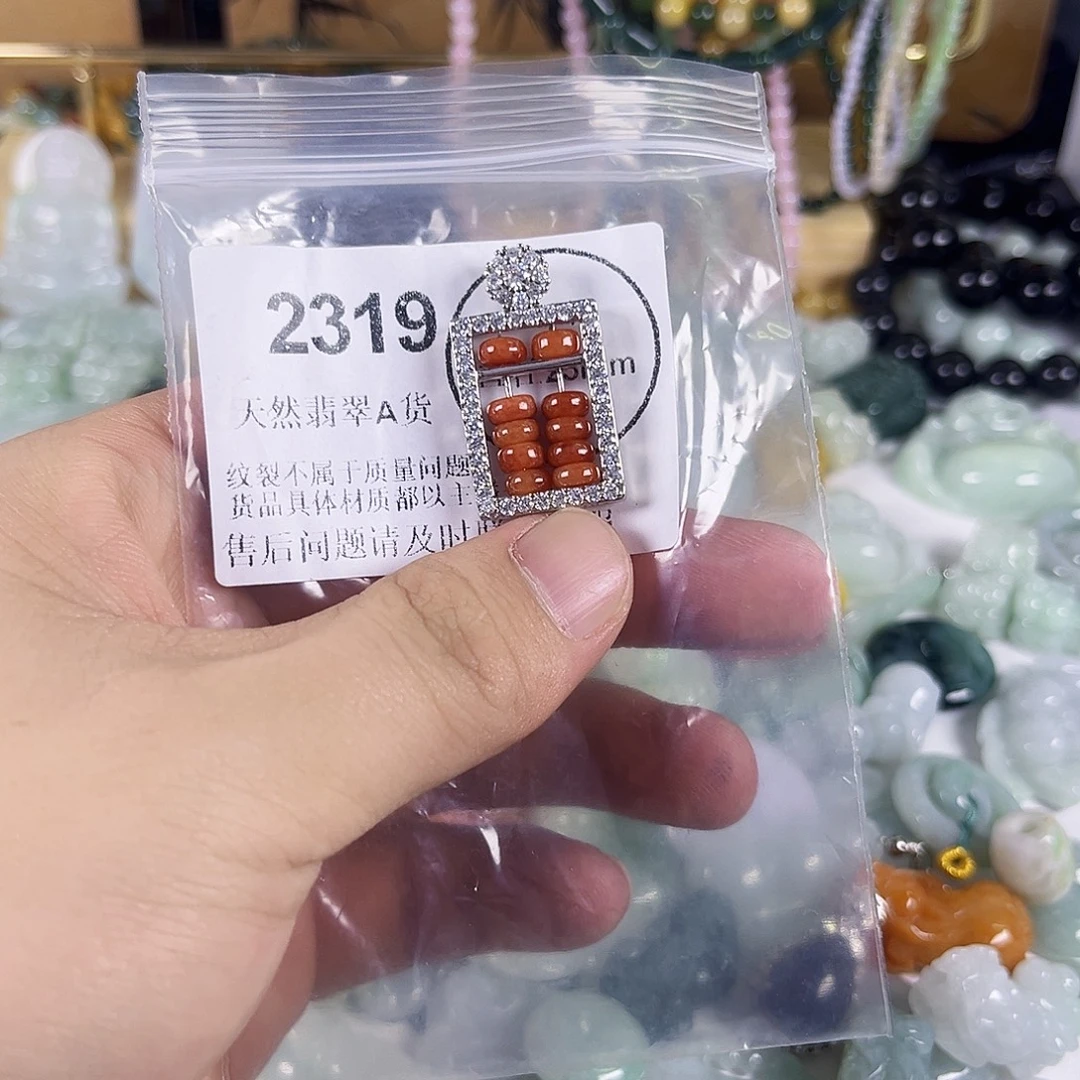 2319
天然翡翠A货
纹裂不属于质量问题
货品具体材质都以主
售后问题请及时